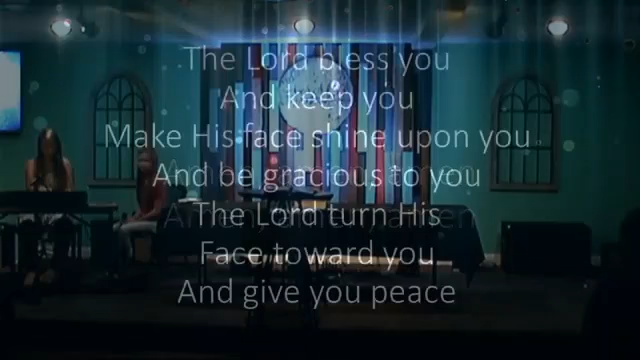 The Lord bless you
And keep you
Make His face shine upon you
And be gracious to you
The Lord turn His
Face toward you
And give you peace